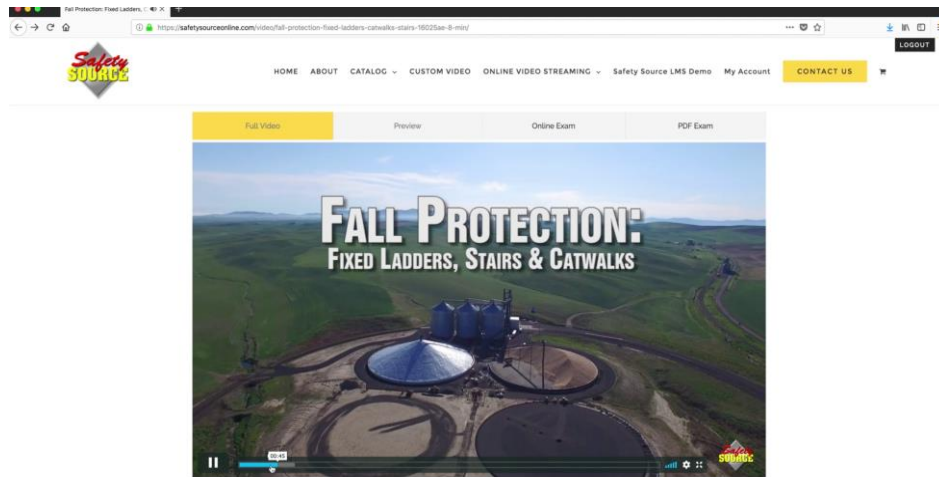 Fall Protection: Fixed Ladders, C
https://safetysourceonline.com/video/fall-protection-fixed-ladders-catwalks-stairs-16025ae-8-min/
LOGOUT
Safety
SOURCE
HOME ABOUT CATALOG CUSTOM VIDEO ONLINE VIDEO STREAMING Safety Source LMS Demo My Account CONTACT US
Full Video Preview Online Exam PDF Exam
FALL PROTECTION:
FIXED LADDERS, STAIRS & CATWALKS
00:45
Safety
SOURCE